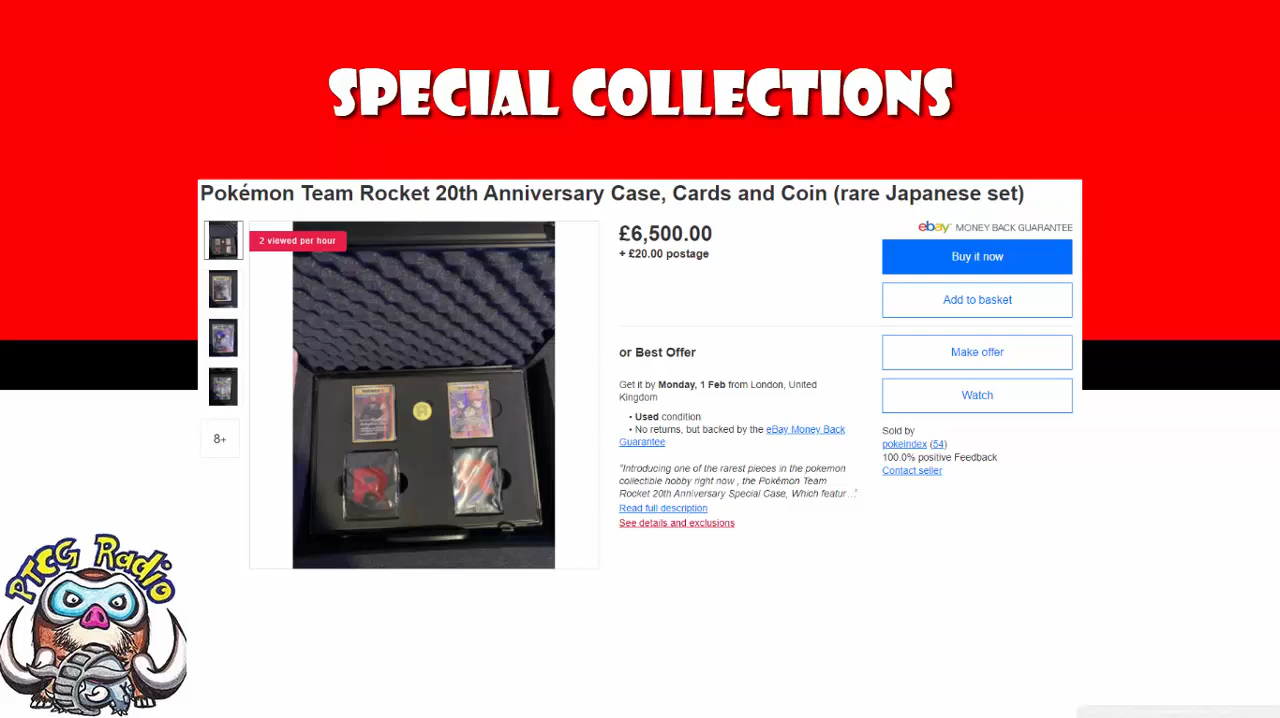 SPECIAL COLLECTIONS
Pokémon Team Rocket 20th Anniversary Case, Cards and Coin (rare Japanese set)
2 viewed per hour
8+
£6,500.00
+ £20.00 postage
or Best Offer
Get it by Monday, 1 Feb from London, United
Kingdom
• Used condition
• No returns, but backed by the eBay Money Back
Guarantee
"Introducing one of the rarest pieces in the pokemon
collectible hobby right now , the Pokémon Team
Rocket 20th Anniversary Special Case, Which featur..."
Read full description
See details and exclusions
ebay MONEY BACK GUARANTEE
Buy it now
Add to basket
Make offer
Watch
Sold by
pokeindex (54)
100.0% positive Feedback
Contact seller
PTCG Radio